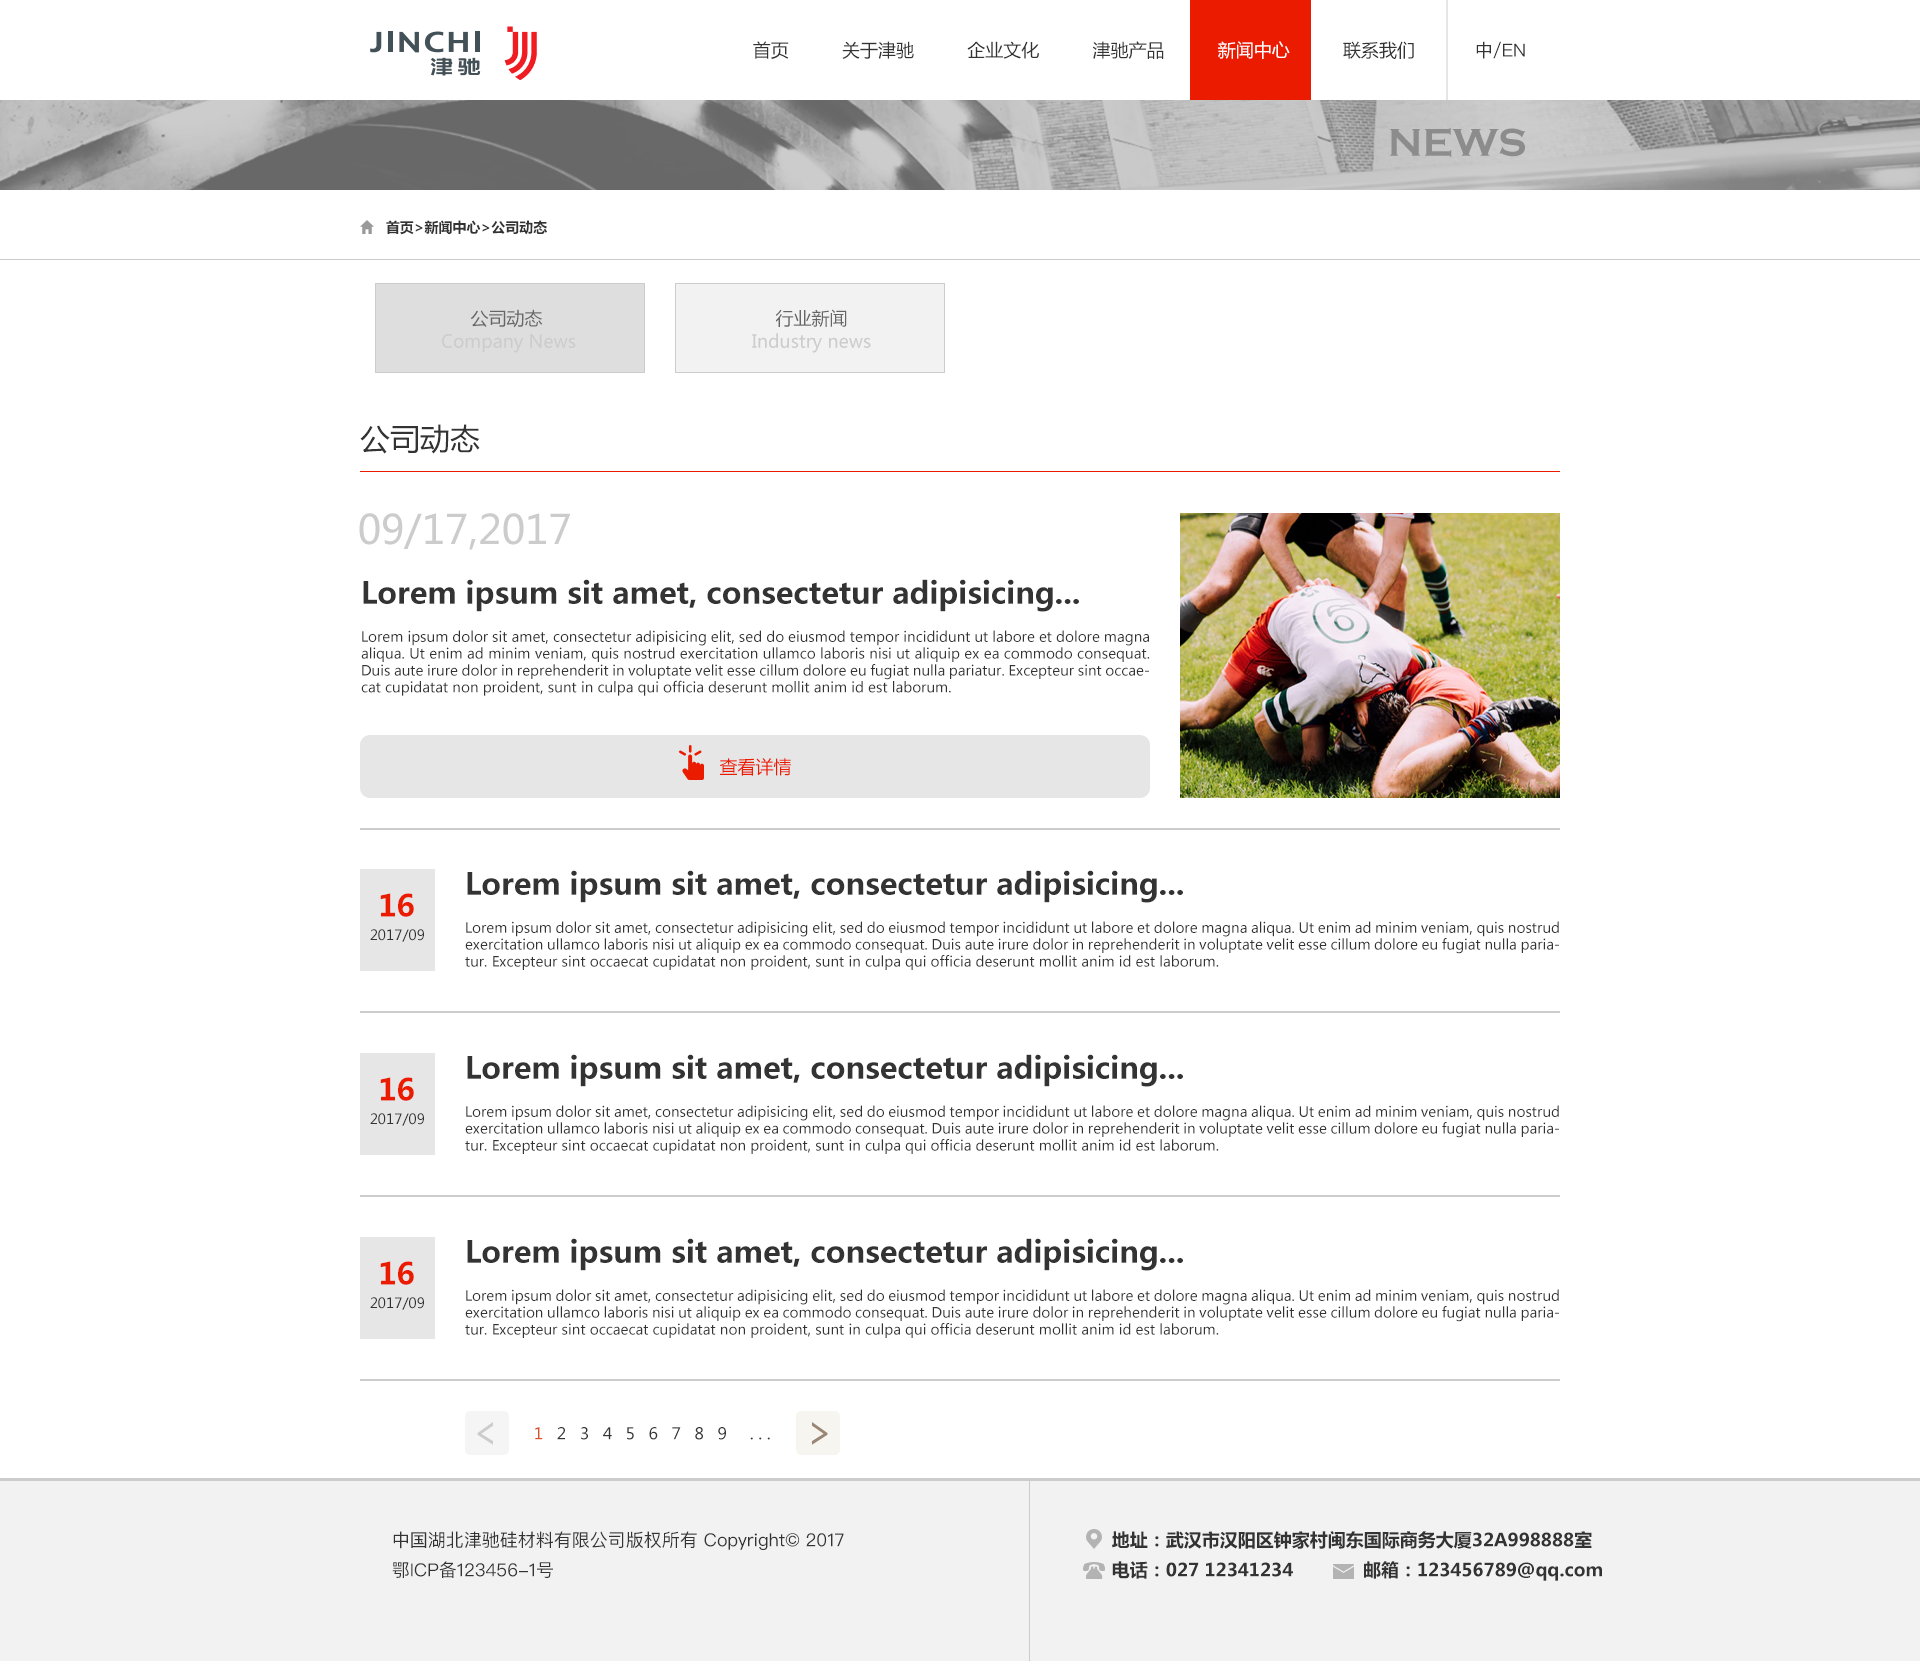 JINCHI
津驰
首页 关于津驰 企业文化 津驰产品 新闻中心 联系我们 中/EN
NEWS
首页>新闻中心>公司动态
公司动态 行业新闻
Company News Industry news
公司动态
09/17,2017
Lorem ipsum sit amet, consectetur adipisicing...
Lorem ipsum dolor sit amet, consectetur adipisicing elit, sed do eiusmod tempor incididunt ut labore et dolore magna
aliqua. Ut enim ad minim veniam, quis nostrud exercitation ullamco laboris nisi ut aliquip ex ea commodo consequat.
Duis aute irure dolor in reprehenderit in voluptate velit esse cillum dolore eu fugiat nulla pariatur. Excepteur sint occae-
cat cupidatat non proident, sunt in culpa qui officia deserunt mollit anim id est laborum.
6
查看详情
16
2017/09
Lorem ipsum sit amet, consectetur adipisicing...
Lorem ipsum dolor sit amet, consectetur adipisicing elit, sed do eiusmod tempor incididunt ut labore et dolore magna aliqua. Ut enim ad minim veniam, quis nostrud
exercitation ullamco laboris nisi ut aliquip ex ea commodo consequat. Duis aute irure dolor in reprehenderit in voluptate velit esse cillum dolore eu fugiat nulla paria-
tur. Excepteur sint occaecat cupidatat non proident, sunt in culpa qui officia deserunt mollit anim id est laborum.
16
2017/09
Lorem ipsum sit amet, consectetur adipisicing...
Lorem ipsum dolor sit amet, consectetur adipisicing elit, sed do eiusmod tempor incididunt ut labore et dolore magna aliqua. Ut enim ad minim veniam, quis nostrud
exercitation ullamco laboris nisi ut aliquip ex ea commodo consequat. Duis aute irure dolor in reprehenderit in voluptate velit esse cillum dolore eu fugiat nulla paria-
tur. Excepteur sint occaecat cupidatat non proident, sunt in culpa qui officia deserunt mollit anim id est laborum.
16
2017/09
Lorem ipsum sit amet, consectetur adipisicing...
Lorem ipsum dolor sit amet, consectetur adipisicing elit, sed do eiusmod tempor incididunt ut labore et dolore magna aliqua. Ut enim ad minim veniam, quis nostrud
exercitation ullamco laboris nisi ut aliquip ex ea commodo consequat. Duis aute irure dolor in reprehenderit in voluptate velit esse cillum dolore eu fugiat nulla paria-
tur. Excepteur sint occaecat cupidatat non proident, sunt in culpa qui officia deserunt mollit anim id est laborum.
< 1 2 3 4 5 6 7 8 9 ... >
中国湖北津驰硅材料有限公司版权所有 Copyright© 2017
鄂ICP备123456-1号
地址：武汉市汉阳区钟家村闽东国际商务大厦32A998888室
电话：027 12341234 邮箱：123456789@qq.com